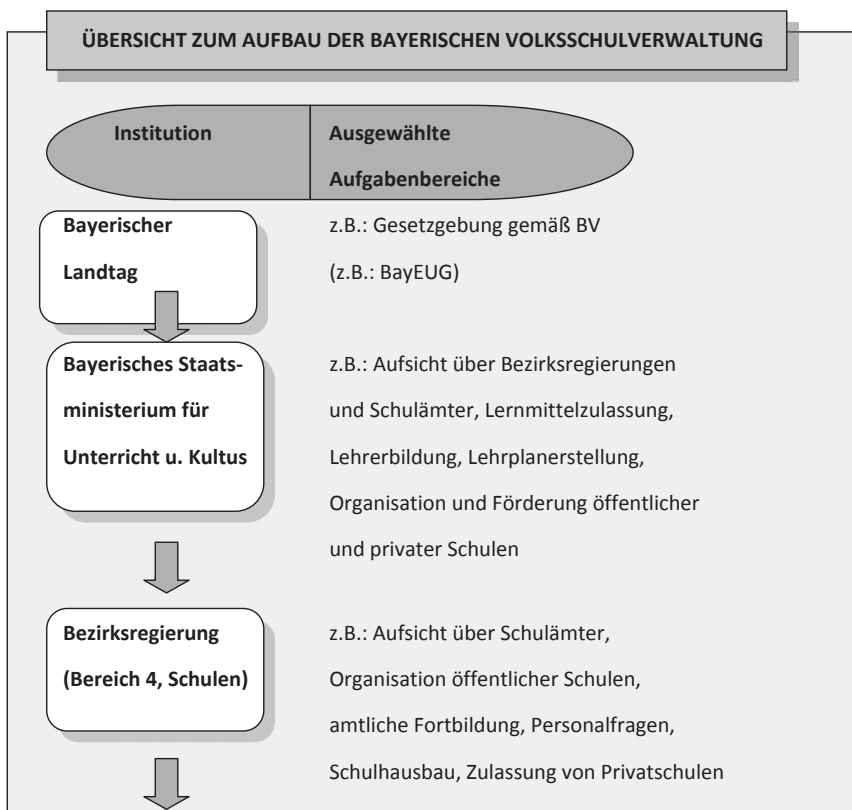 ÜBERSICHT ZUM AUFBAU DER BAYERISCHEN VOLKSSCHULVERWALTUNG
Institution
Ausgewählte
Aufgabenbereiche
Bayerischer
Landtag
z.B.: Gesetzgebung gemäß BV
(z.B.: BayEUG)
Bayerisches Staats-
ministerium für
Unterricht u. Kultus
z.B.: Aufsicht über Bezirksregierungen
und Schulämter, Lernmittelzulassung,
Lehrerbildung, Lehrplanerstellung,
Organisation und Förderung öffentlicher
und privater Schulen
Bezirksregierung
(Bereich 4, Schulen)
z.B.: Aufsicht über Schulämter,
Organisation öffentlicher Schulen,
amtliche Fortbildung, Personalfragen,
Schulhausbau, Zulassung von Privatschulen